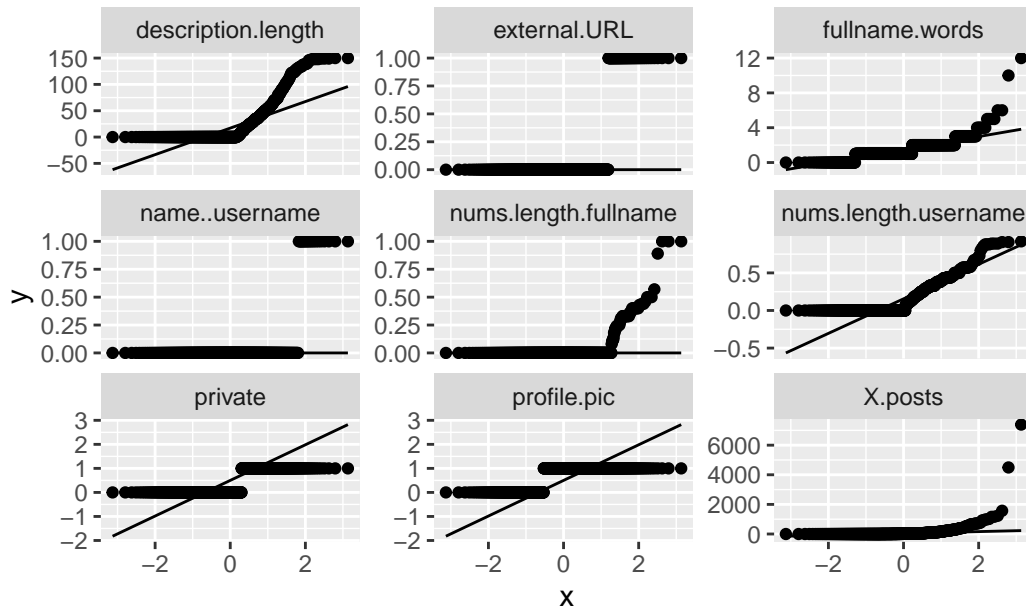 description.length external.URL fullname.words
150 1.00 12
100 0.75 8
50 0.50 4
0 0.25 0
−50 0.00
name..username nums.length.fullname nums.length.username
1.00 1.00 0.5
0.75 0.75 0.0
0.50 0.50 −0.5
0.25 0.25
0.00 0.00
y
private profile.pic X.posts
3 3 6000
2 2 4000
1 1 2000
0 0 0
−1 −1
−2 −2
−2 0 2 −2 0 2 −2 0 2
x